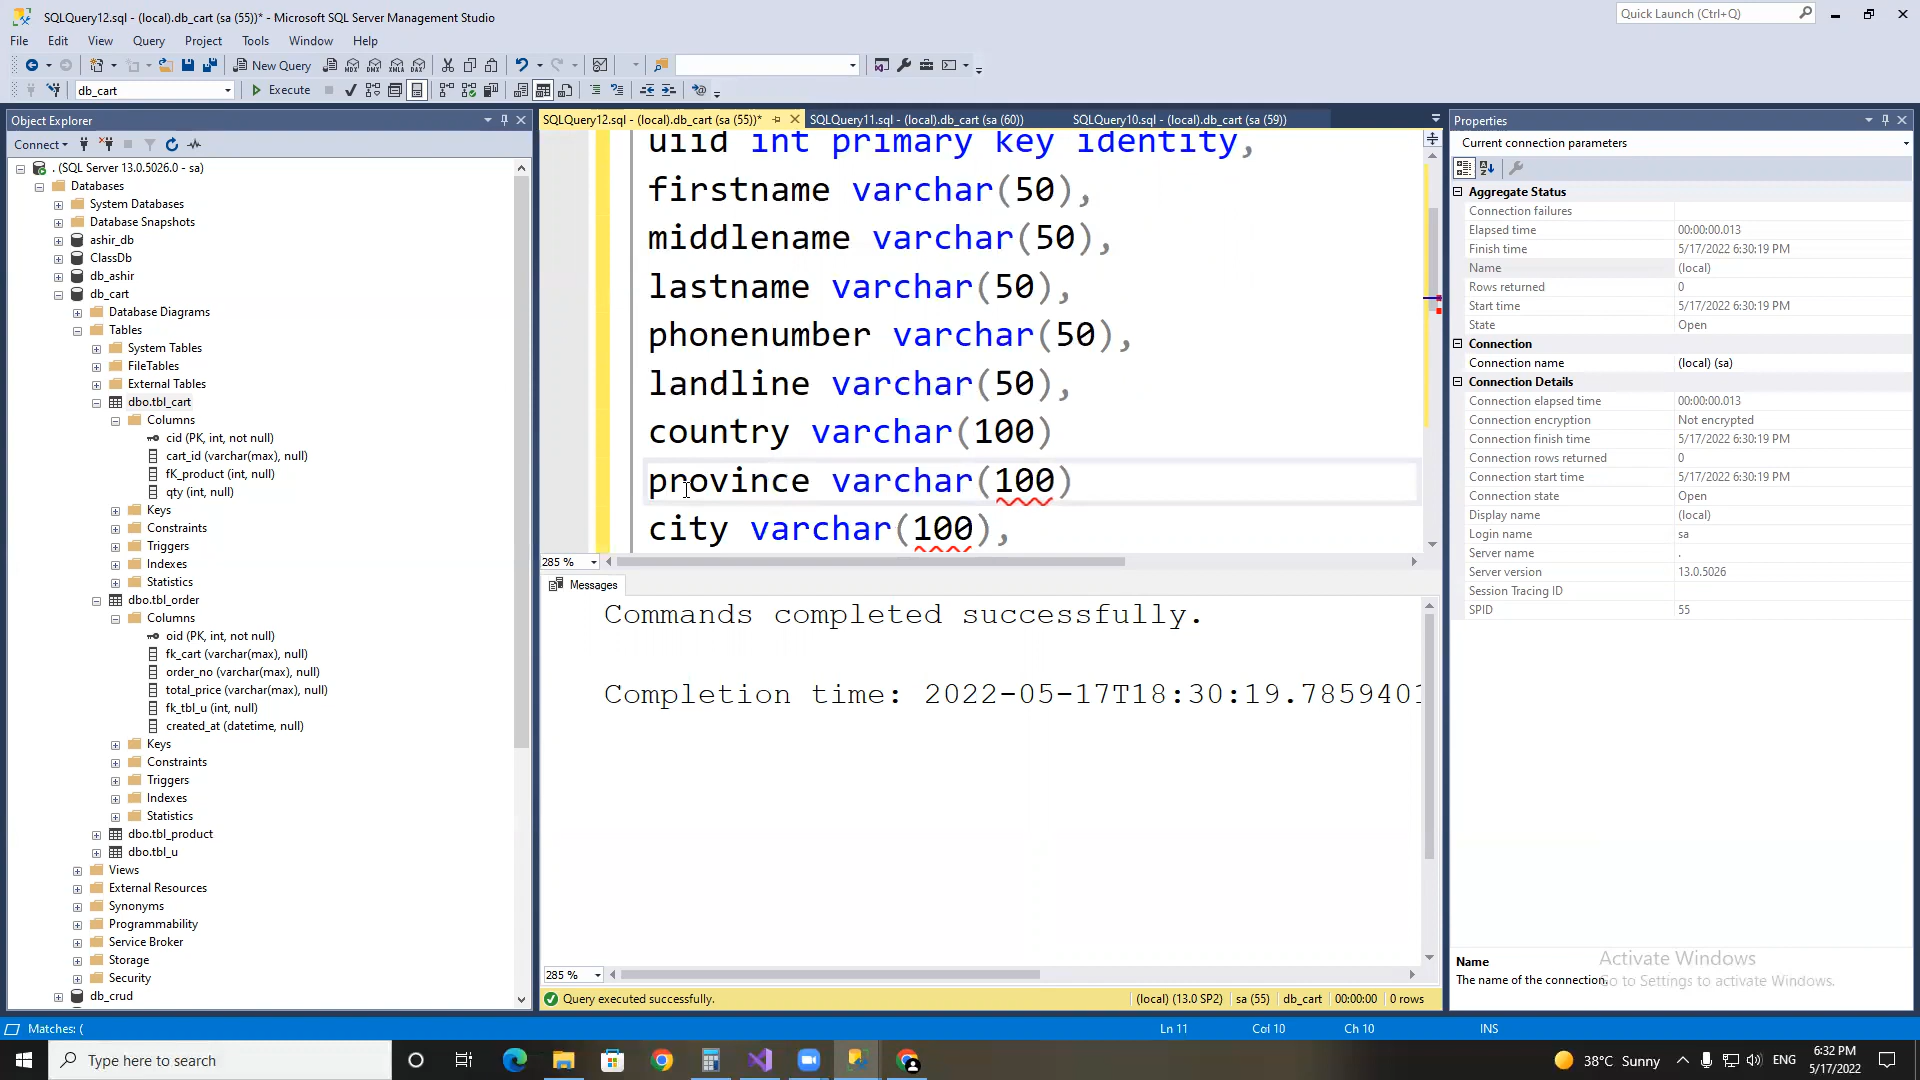 SQLQuery12.sql - (local).db_cart (sa (55))* - Microsoft SQL Server Management Studio
Quick Launch (Ctrl+Q)
File Edit View Query Project Tools Window Help
New Query
db_cart
Execute
Object Explorer
Connect
. (SQL Server 13.0.5026.0 - sa)
Databases
System Databases
Database Snapshots
ashir_db
ClassDb
db_ashir
db_cart
Database Diagrams
Tables
System Tables
FileTables
External Tables
dbo.tbl_cart
Columns
cid (PK, int, not null)
cart_id (varchar(max), null)
fK_product (int, null)
qty (int, null)
Keys
Constraints
Triggers
Indexes
Statistics
dbo.tbl_order
Columns
oid (PK, int, not null)
fk_cart (varchar(max), null)
order_no (varchar(max), null)
total_price (varchar(max), null)
fk_tbl_u (int, null)
created_at (datetime, null)
Keys
Constraints
Triggers
Indexes
Statistics
dbo.tbl_product
dbo.tbl_u
Views
External Resources
Synonyms
Programmability
Service Broker
Storage
Security
db_crud
SQLQuery12.sql - (local).db_cart (sa (55))* SQLQuery11.sql - (local).db_cart (sa (60)) SQLQuery10.sql - (local).db_cart (sa (59))
uiid int primary key identity,
firstname varchar(50),
middlename varchar(50),
lastname varchar(50),
phonenumber varchar(50),
landline varchar(50),
country varchar(100)
province varchar(100)
city varchar(100),
285 %
Messages
Commands completed successfully.
Completion time: 2022-05-17T18:30:19.7859401
285 %
Query executed successfully. (local) (13.0 SP2) sa (55) db_cart 00:00:00 0 rows
Properties
Current connection parameters
Aggregate Status
Connection failures
Elapsed time 00:00:00.013
Finish time 5/17/2022 6:30:19 PM
Name (local)
Rows returned 0
Start time 5/17/2022 6:30:19 PM
State Open
Connection
Connection name (local) (sa)
Connection Details
Connection elapsed time 00:00:00.013
Connection encryption Not encrypted
Connection finish time 5/17/2022 6:30:19 PM
Connection rows returned 0
Connection start time 5/17/2022 6:30:19 PM
Connection state Open
Display name (local)
Login name sa
Server name .
Server version 13.0.5026
Session Tracing ID
SPID 55
Name
The name of the connection.
Activate Windows
Go to Settings to activate Windows.
Matches: ( Ln 11 Col 10 Ch 10 INS
Type here to search
38°C Sunny
ENG
6:32 PM
5/17/2022